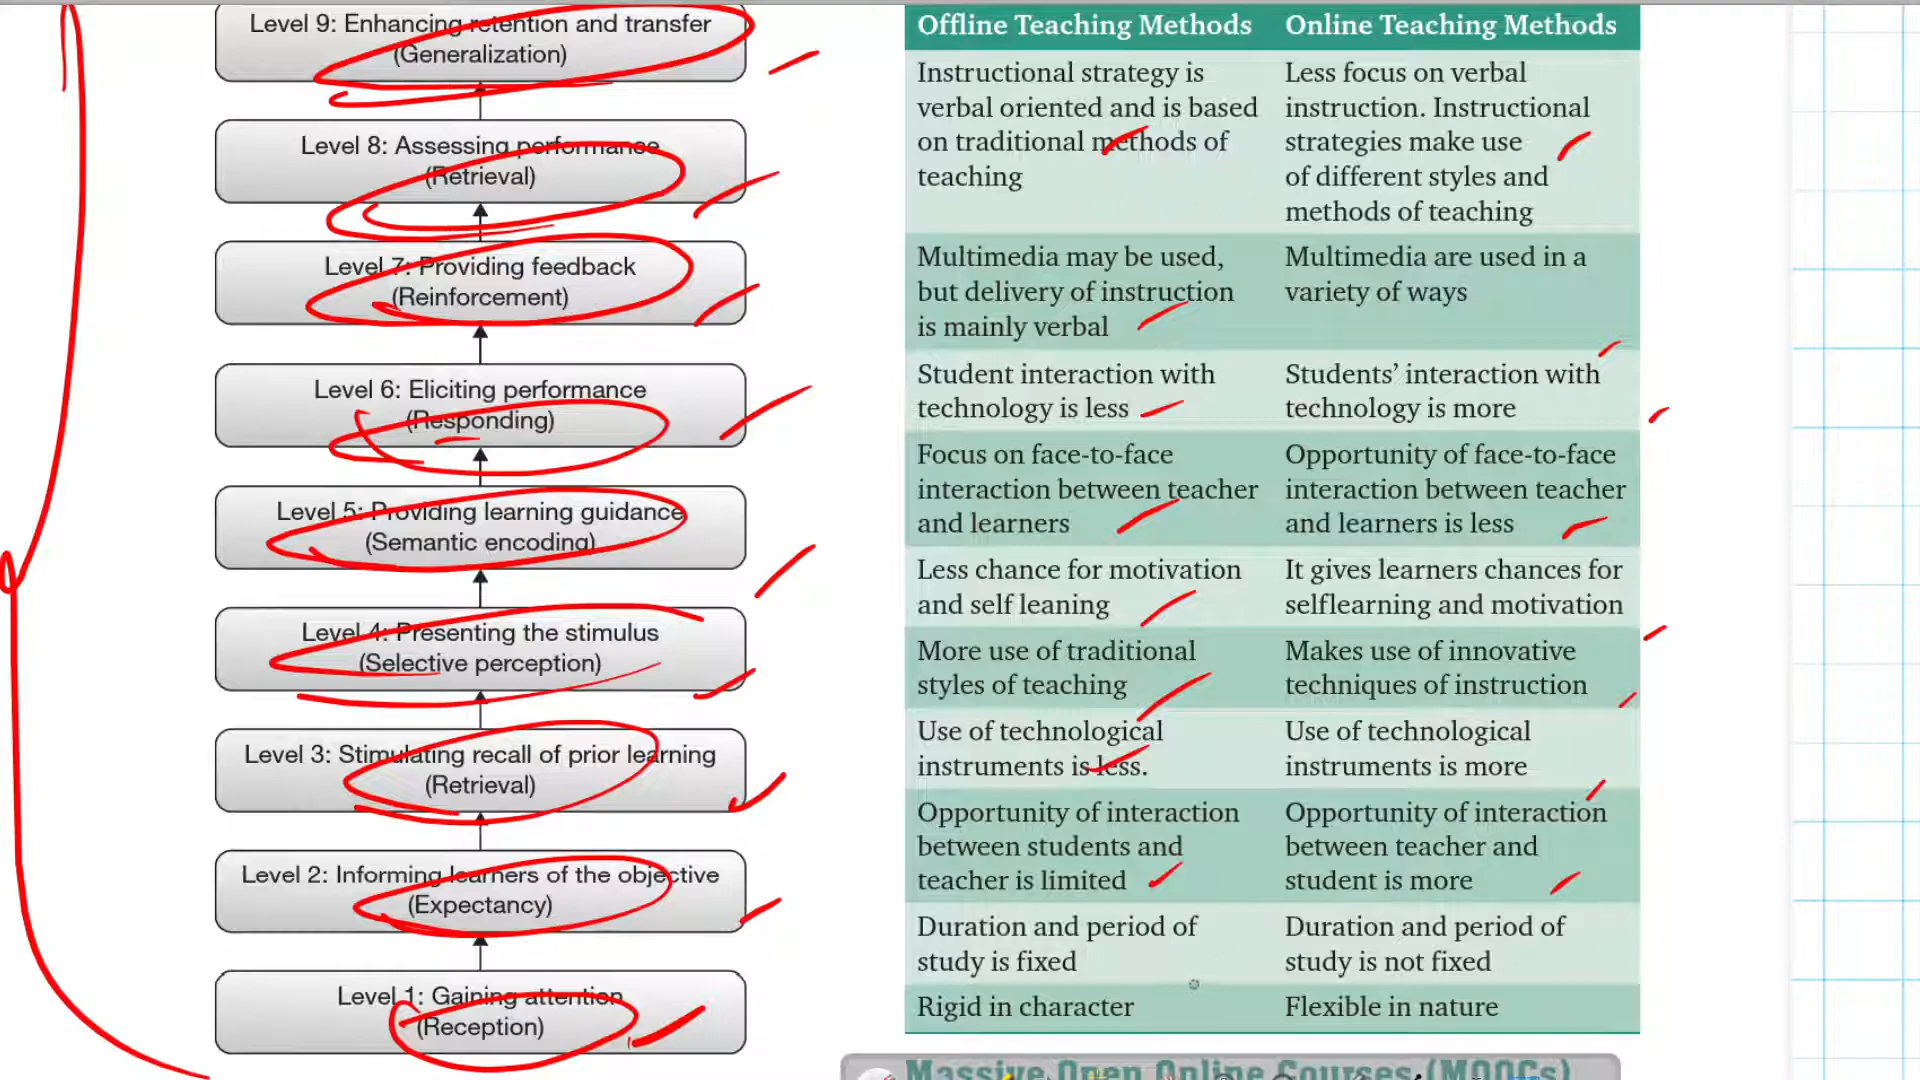 Level 9: Enhancing retention and transfer
(Generalization)
Level 8: Assessing performance
(Retrieval)
Level 7: Providing feedback
(Reinforcement)
Level 6: Eliciting performance
(Responding)
Level 5: Providing learning guidance
(Semantic encoding)
Level 4: Presenting the stimulus
(Selective perception)
Level 3: Stimulating recall of prior learning
(Retrieval)
Level 2: Informing learners of the objective
(Expectancy)
Level 1: Gaining attention
(Reception)
Offline Teaching Methods
Online Teaching Methods
Instructional strategy is
verbal oriented and is based
on traditional methods of
teaching
Less focus on verbal
instruction. Instructional
strategies make use
of different styles and
methods of teaching
Multimedia may be used,
but delivery of instruction
is mainly verbal
Multimedia are used in a
variety of ways
Student interaction with
technology is less
Students’ interaction with
technology is more
Focus on face-to-face
interaction between teacher
and learners
Opportunity of face-to-face
interaction between teacher
and learners is less
Less chance for motivation
and self leaning
It gives learners chances for
selflearning and motivation
More use of traditional
styles of teaching
Makes use of innovative
techniques of instruction
Use of technological
instruments is less.
Use of technological
instruments is more
Opportunity of interaction
between students and
teacher is limited
Opportunity of interaction
between teacher and
student is more
Duration and period of
study is fixed
Duration and period of
study is not fixed
Rigid in character
Flexible in nature
Massive Open Online Courses (MOOCs)